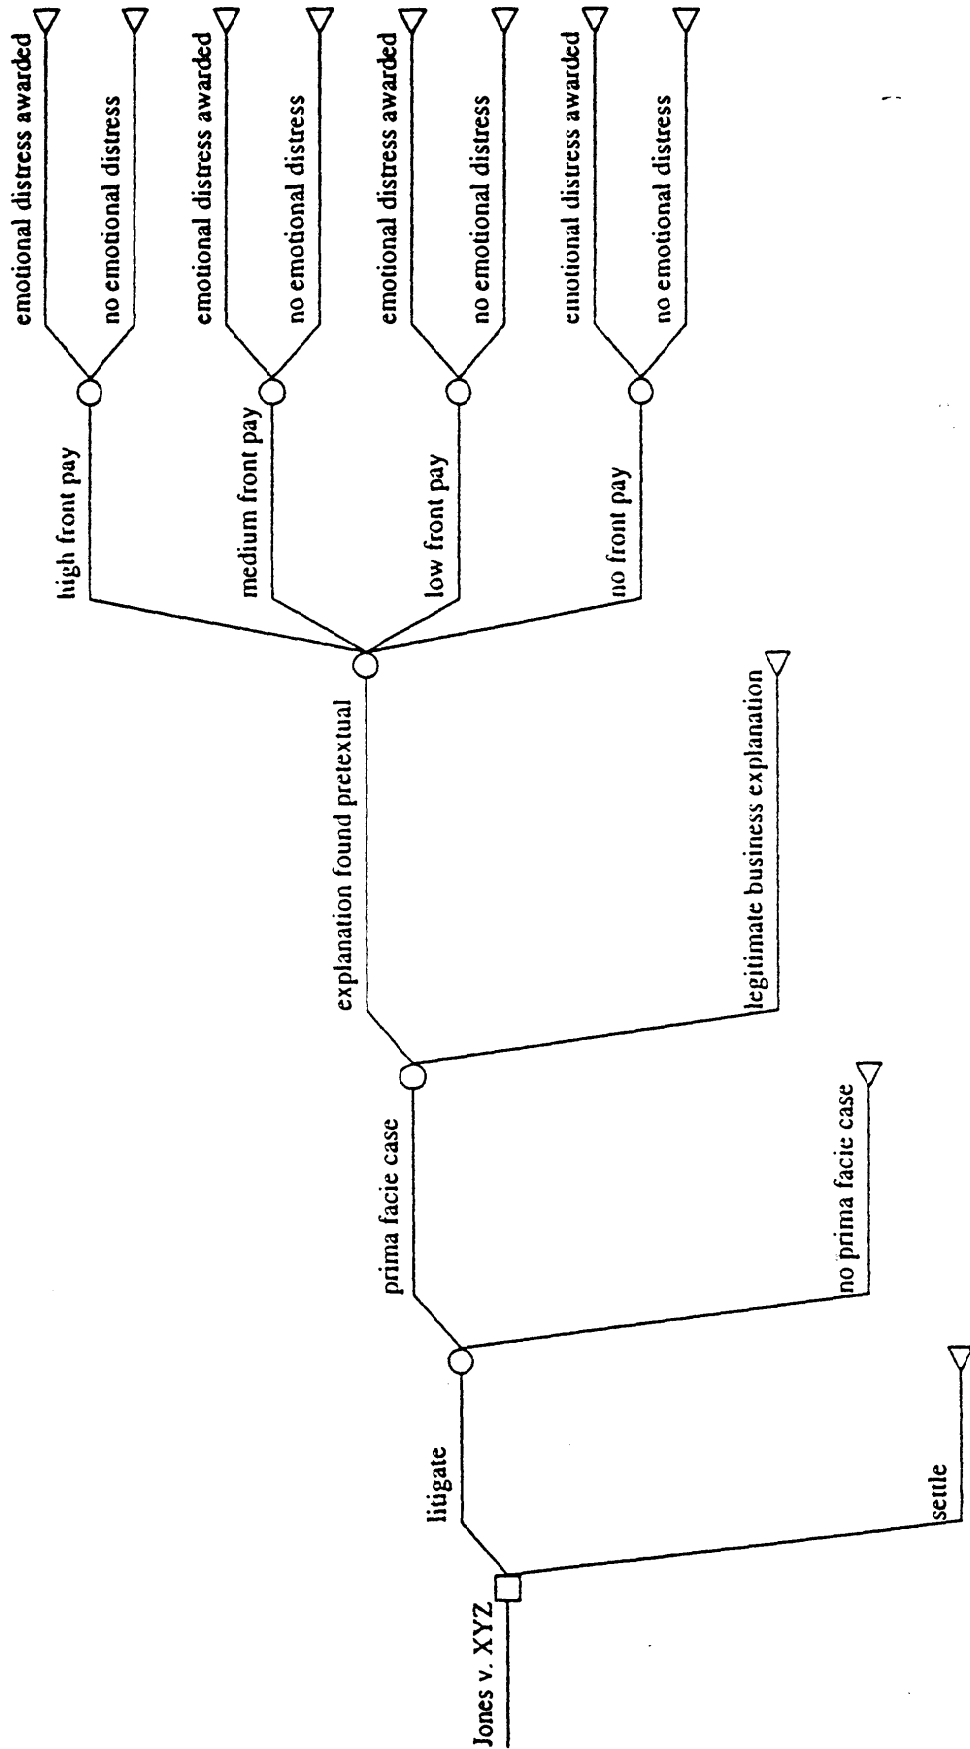 Jones v. XYZ
litigate
settle
prima facie case
no prima facie case
explanation found pretextual
legitimate business explanation
high front pay
medium front pay
low front pay
no front pay
emotional distress awarded
no emotional distress
emotional distress awarded
no emotional distress
emotional distress awarded
no emotional distress
emotional distress awarded
no emotional distress